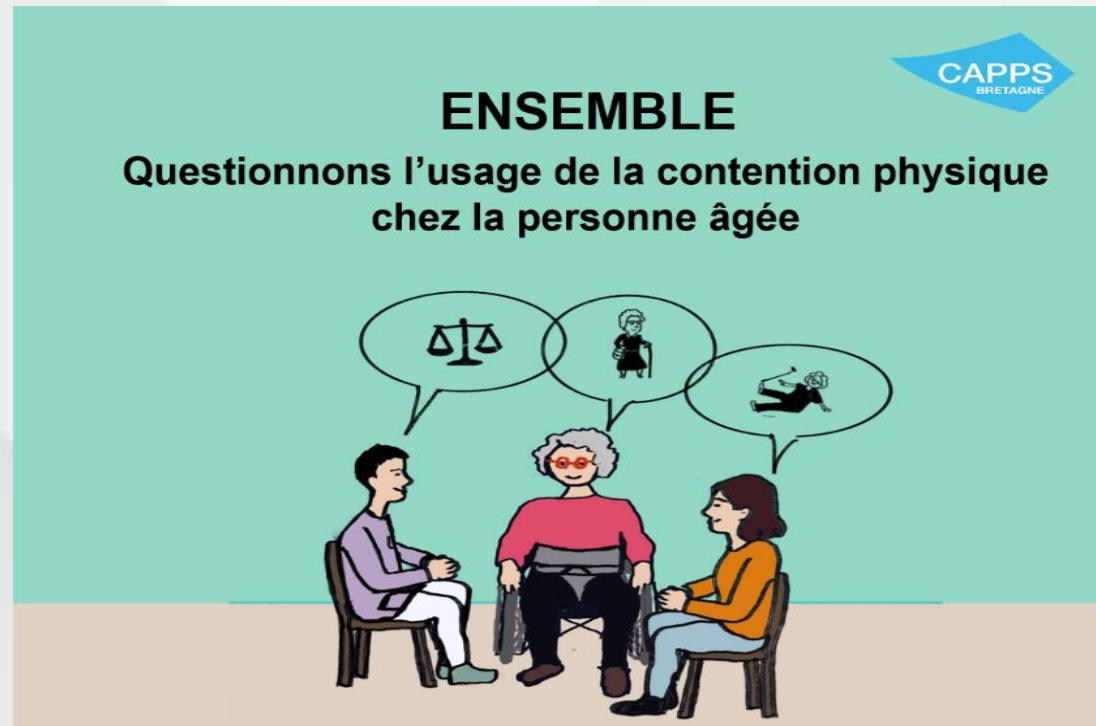 CAPPS
BRETAGNE
ENSEMBLE
Questionnons l'usage de la contention physique
chez la personne âgée